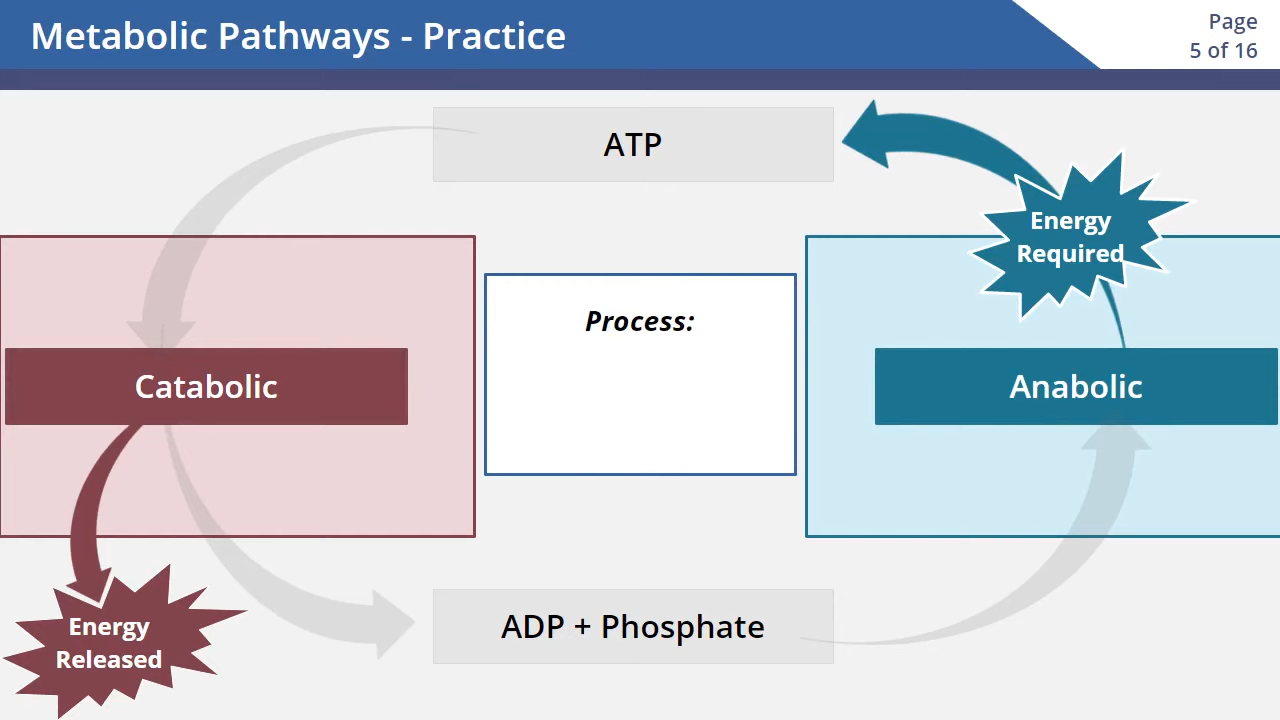 Metabolic Pathways - Practice
Page
5 of 16
ATP
Energy
Required
Process:
Catabolic
Anabolic
Energy
Released
ADP + Phosphate